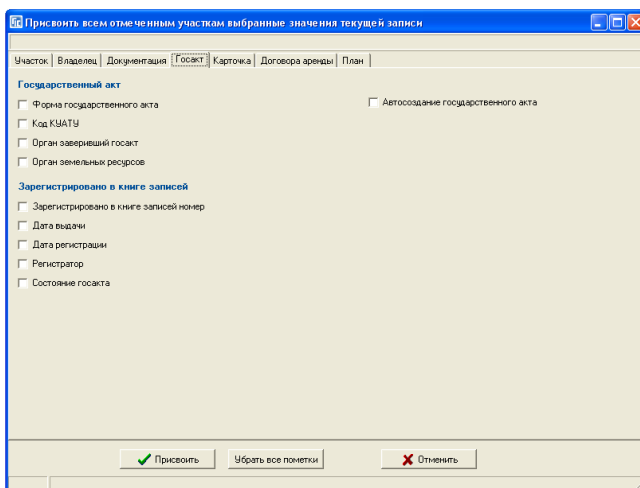 Присвоить всем отмеченным участкам выбранные значения текущей записи
Участок Владелец Документация Госакт Карточка Договора аренды План
Государственный акт
Форма государственного акта
Автосоздание государственного акта
Код КУАТУ
Орган заверивший госакт
Орган земельных ресурсов
Зарегистрировано в книге записей
Зарегистрировано в книге записей номер
Дата выдачи
Дата регистрации
Регистратор
Состояние госакта
Присвоить Убрать все пометки Отменить